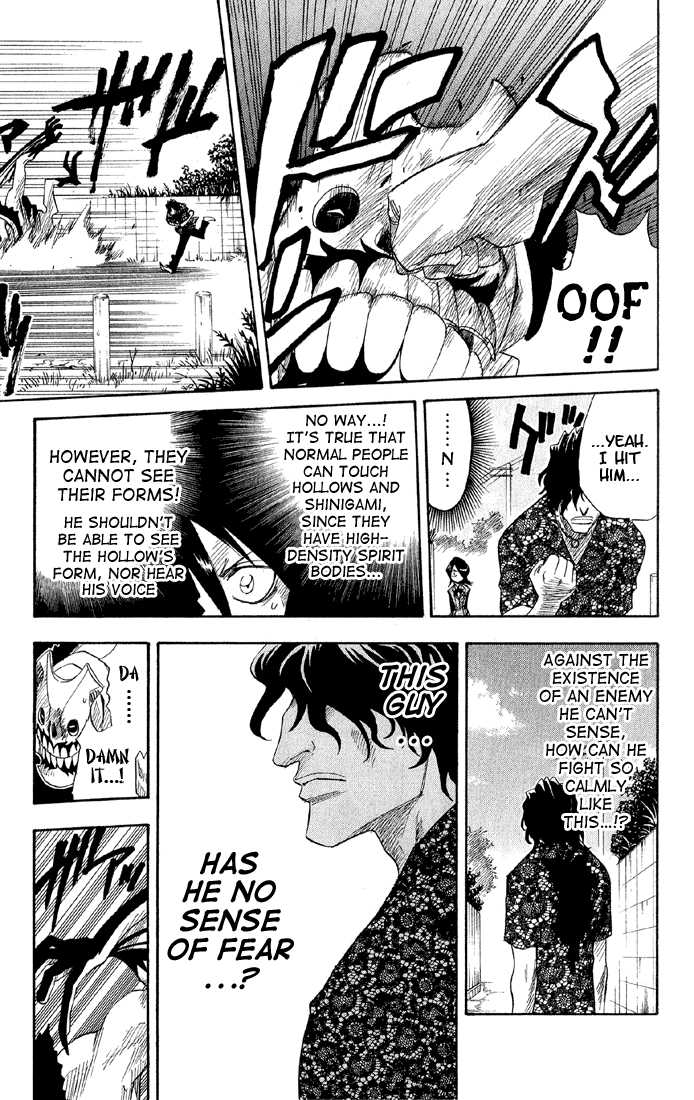 OOF
!!
ドゴッ
...YEAH.
I HIT
HIM...
........
N.....
NO WAY...!
IT'S TRUE THAT
NORMAL PEOPLE
CAN TOUCH
HOLLOWS AND
SHINIGAMI,
SINCE THEY
HAVE HIGH-
DENSITY SPIRIT
BODIES...
HOWEVER, THEY
CANNOT SEE
THEIR FORMS!
HE SHOULDN'T
BE ABLE TO SEE
THE HOLLOW'S
FORM, NOR HEAR
HIS VOICE
AGAINST THE
EXISTENCE
OF AN ENEMY
HE CAN'T
SENSE,
HOW CAN HE
FIGHT SO
CALMLY
LIKE
THIS...!?
THIS
GUY
...
HAS
HE NO
SENSE
OF FEAR
...?
DA
......
DAMN
IT...!